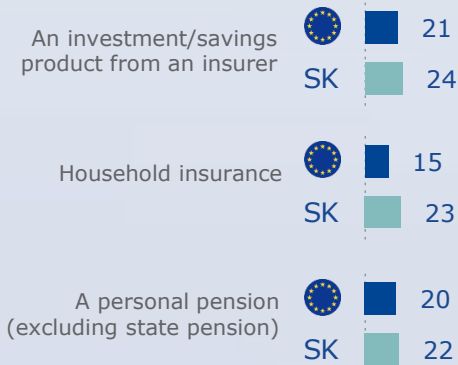 An investment/savings
product from an insurer
21
SK 24
Household insurance
15
SK 23
A personal pension
(excluding state pension)
20
SK 22